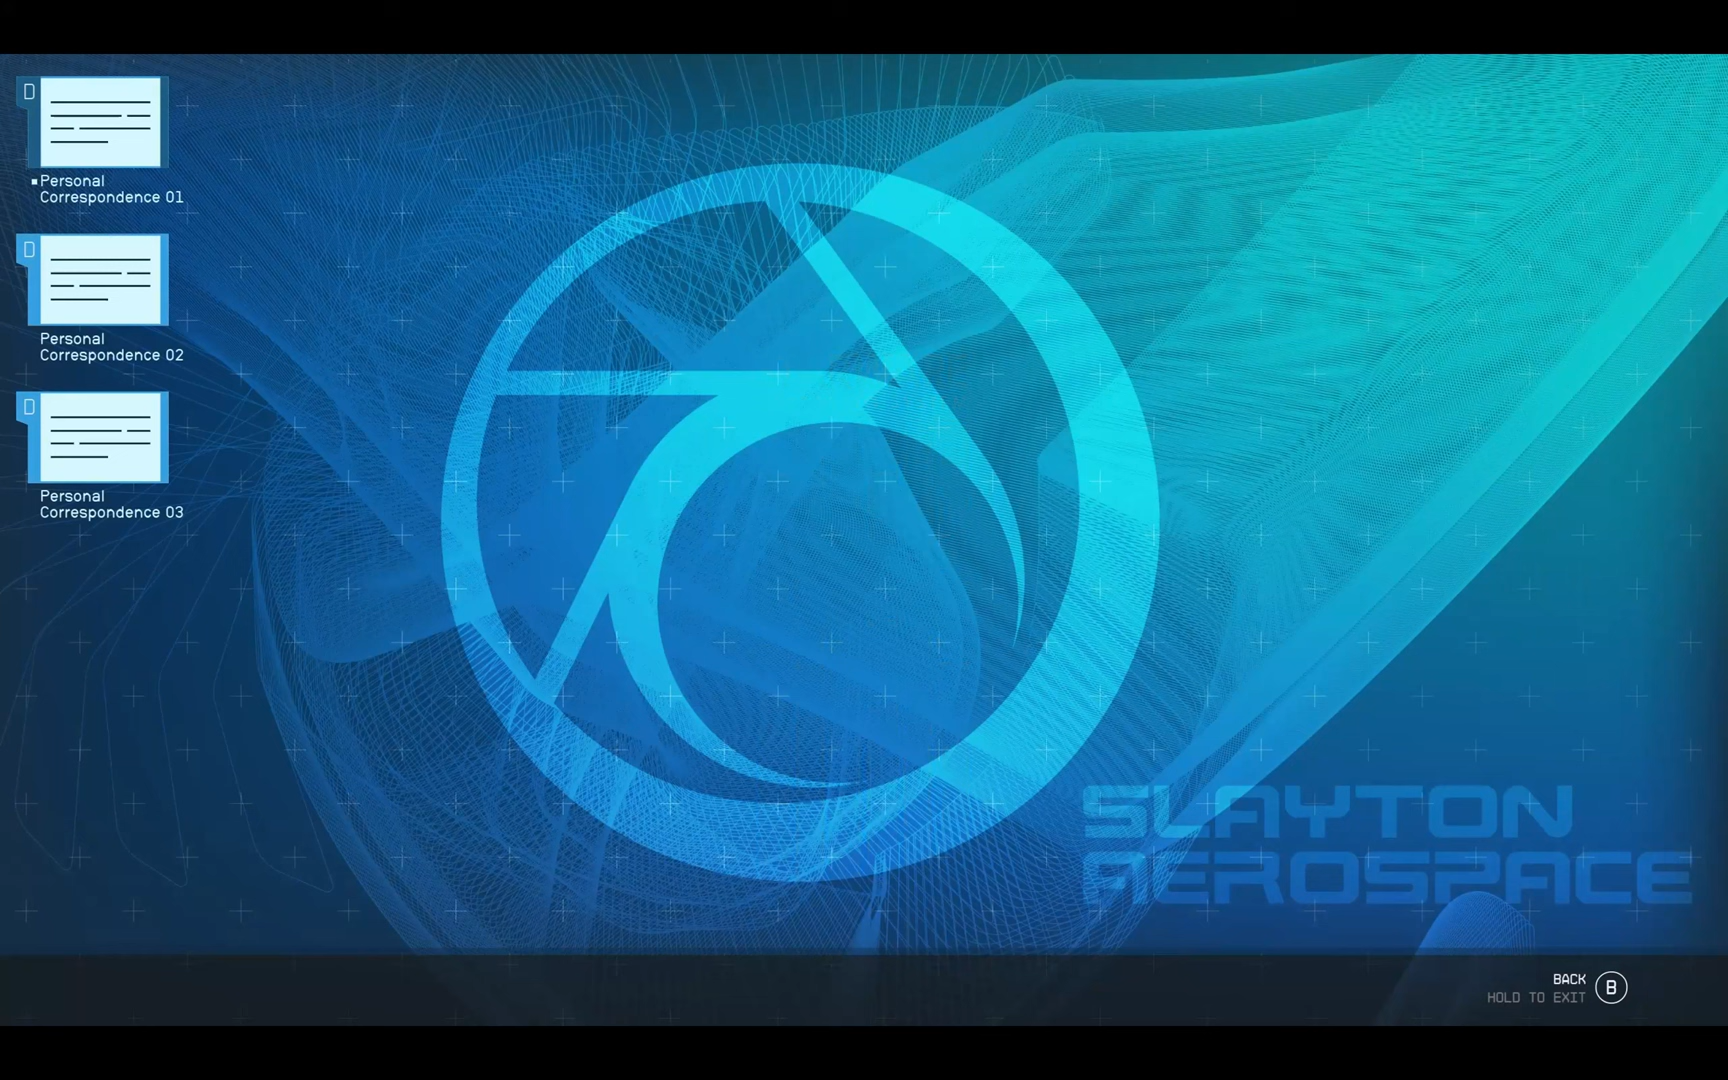 Personal
Correspondence 01
Personal
Correspondence 02
Personal
Correspondence 03
SLAYTON
AEROSPACE
BACK
HOLD TO EXIT
B